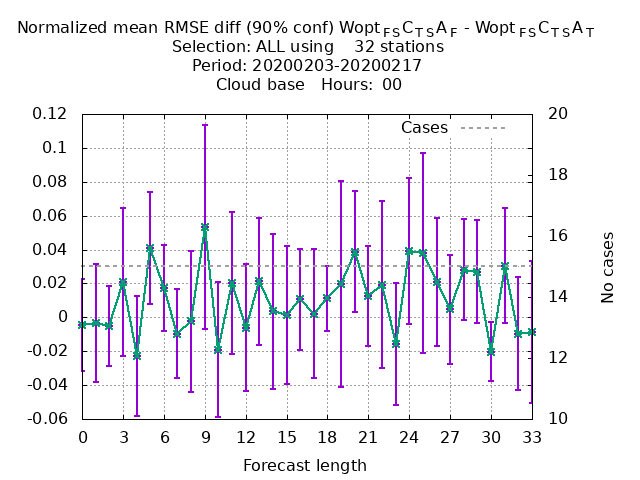 Normalized mean RMSE diff (90% conf) Wopt FS C TS A F - Wopt FS C TS A T
Selection: ALL using 32 stations
Period: 20200203-20200217
Cloud base Hours: 00
Cases
0.12
0.1
0.08
0.06
0.04
0.02
0
-0.02
-0.04
-0.06
20
18
16
14
12
10
No cases
0 3 6 9 12 15 18 21 24 27 30 33
Forecast length